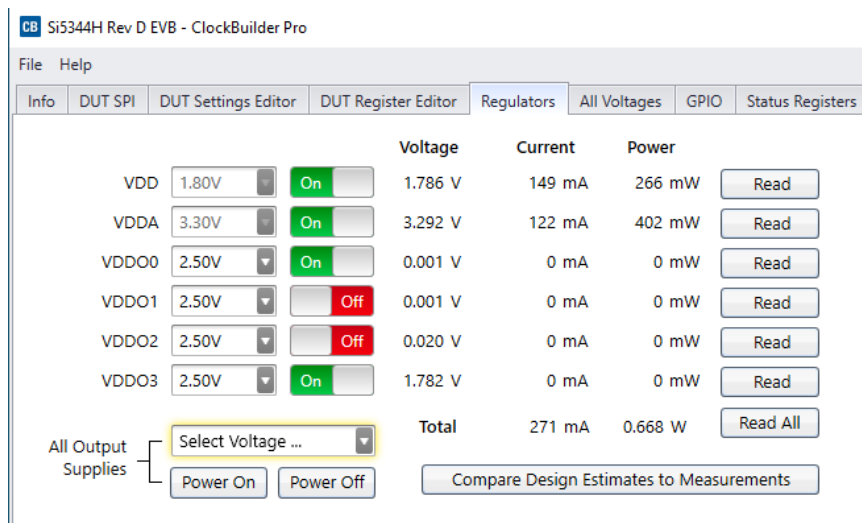 CB Si5344H Rev D EVB - ClockBuilder Pro
File Help
Info DUT SPI DUT Settings Editor DUT Register Editor Regulators All Voltages GPIO Status Registers
Voltage Current Power
VDD 1.80V On 1.786 V 149 mA 266 mW Read
VDDA 3.30V On 3.292 V 122 mA 402 mW Read
VDDO0 2.50V On 0.001 V 0 mA 0 mW Read
VDDO1 2.50V Off 0.001 V 0 mA 0 mW Read
VDDO2 2.50V Off 0.020 V 0 mA 0 mW Read
VDDO3 2.50V On 1.782 V 0 mA 0 mW Read
Total 271 mA 0.668 W Read All
All Output Supplies
Select Voltage ...
Power On Power Off
Compare Design Estimates to Measurements